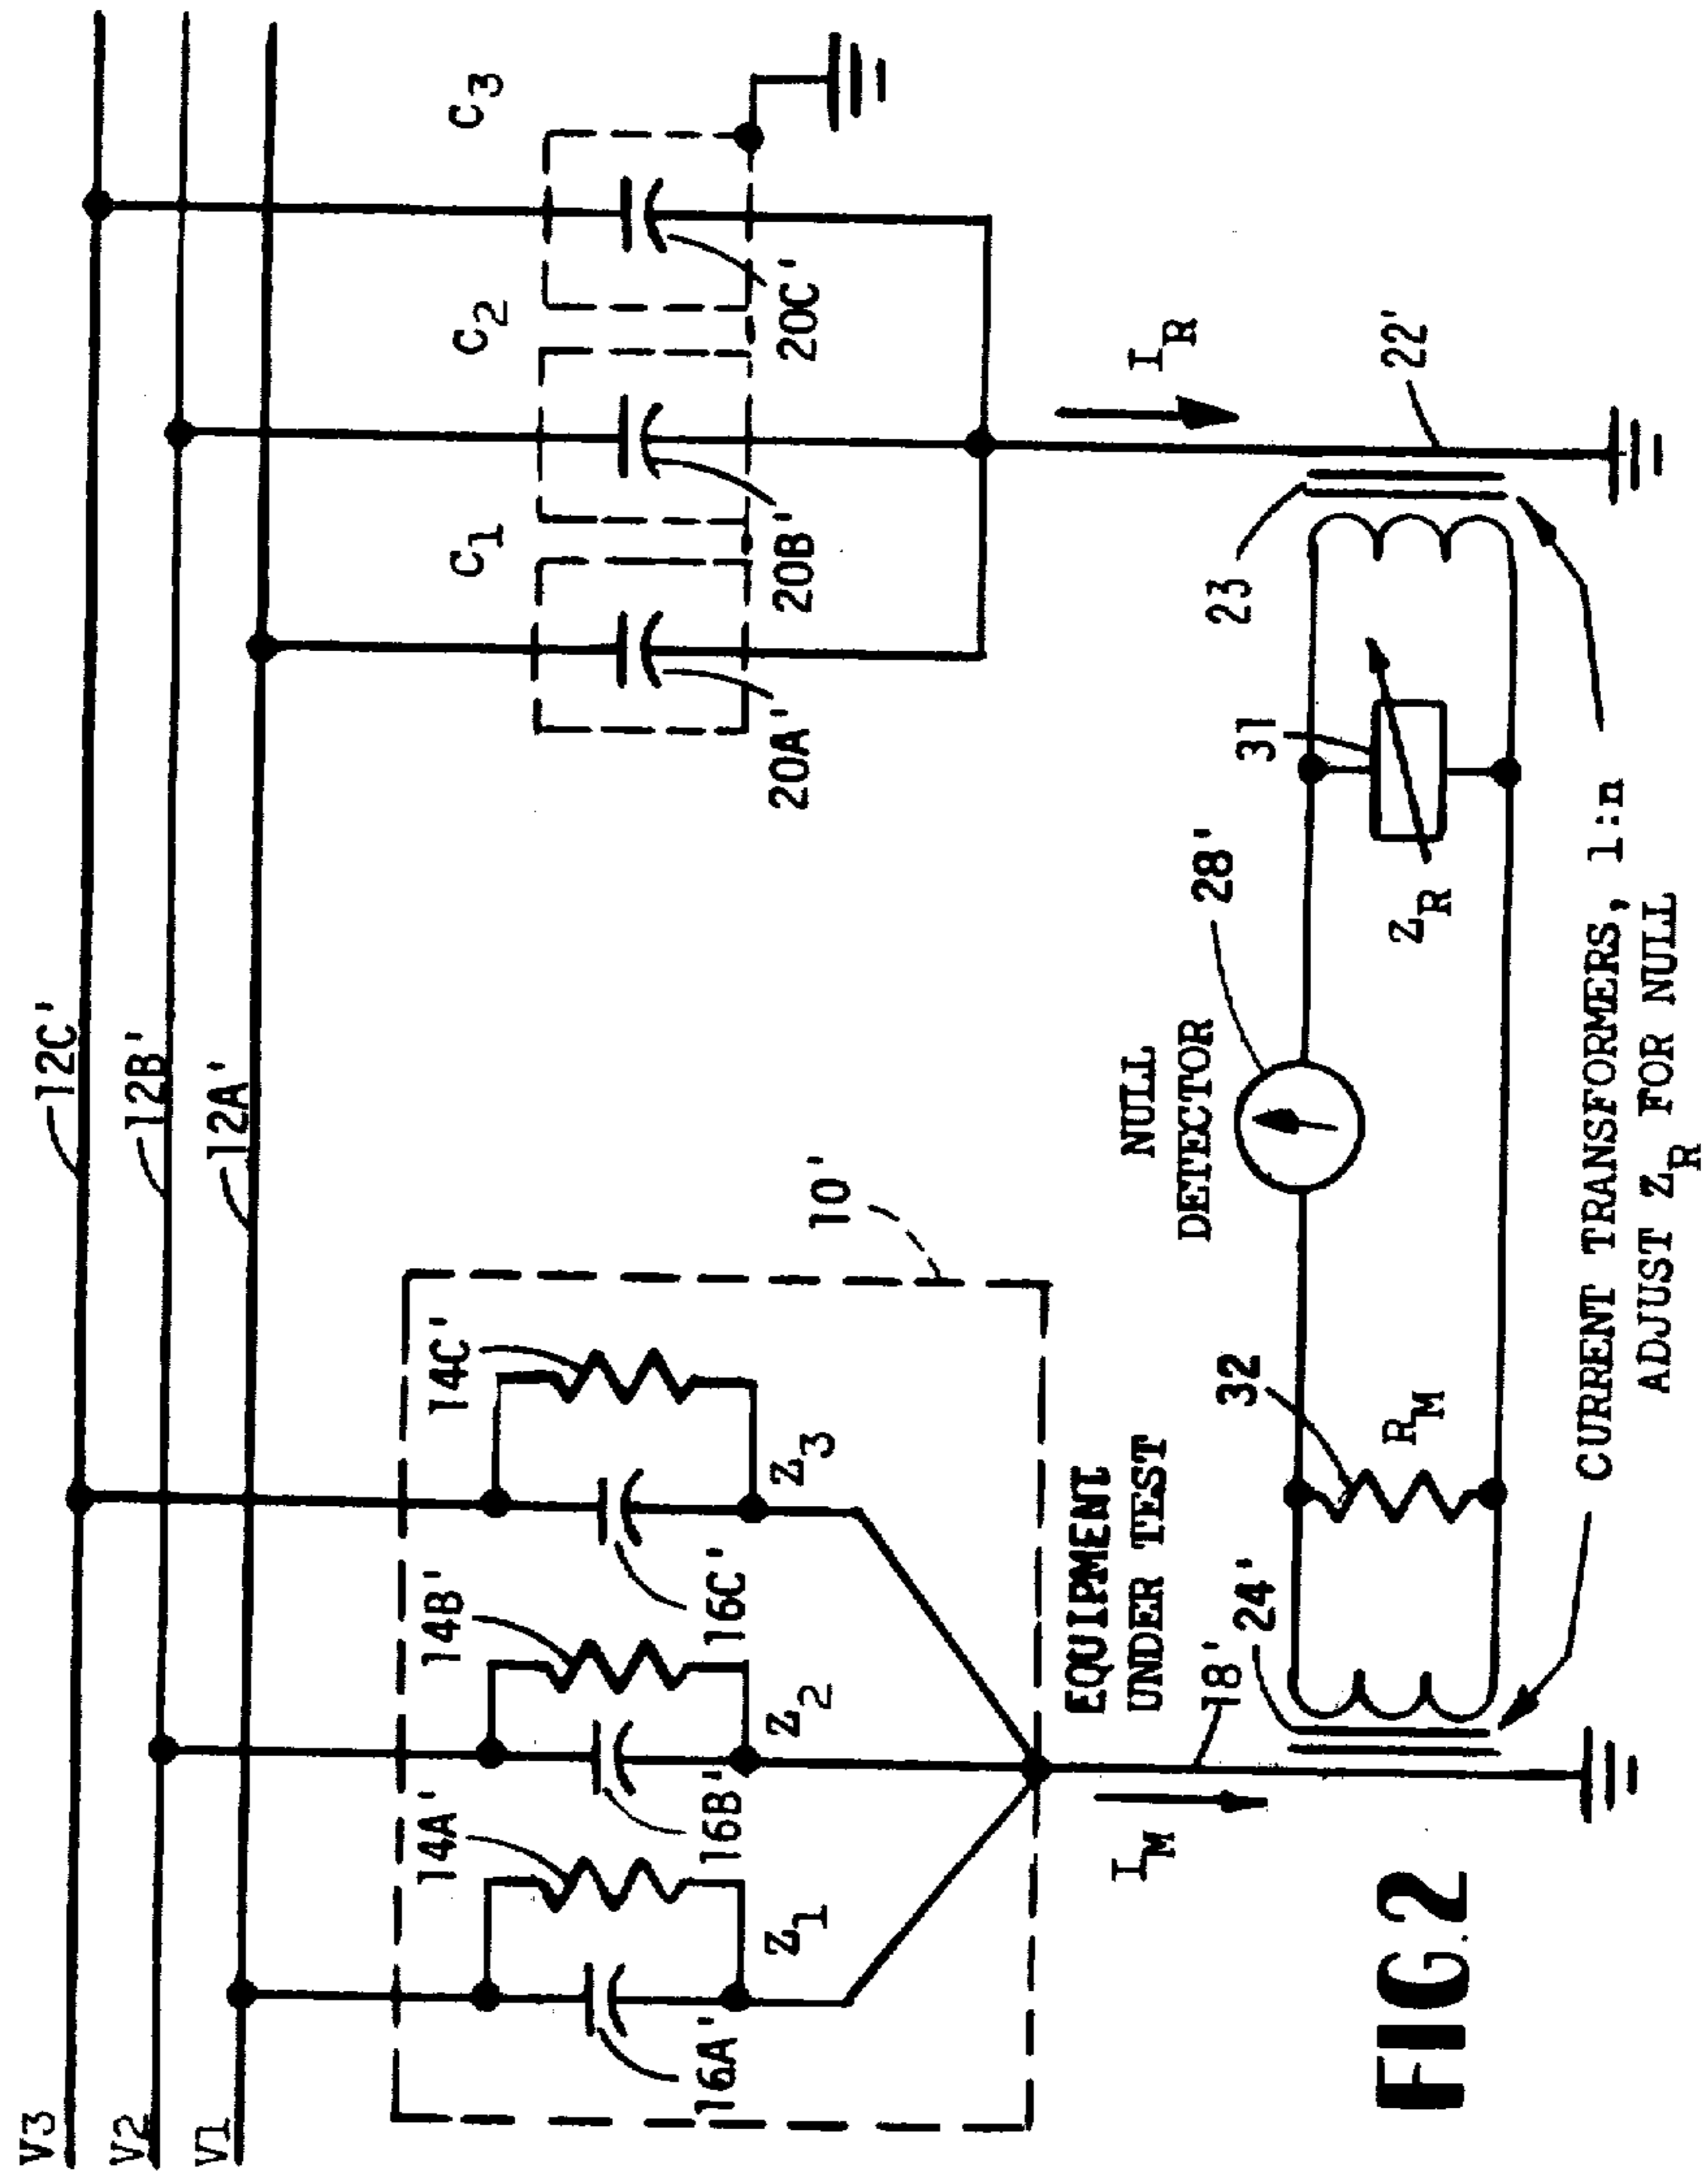 V3
V2
V1
12C'
12B'
12A'
14A'
14B'
14C'
16A'
16B'
16C'
Z1
Z2
Z3
10'
EQUIPMENT
UNDER TEST
C1
C2
C3
20A'
20B'
20C'
IM
18'
24'
32
RM
NULL
DETECTOR
28'
31
ZR
23
IR
22'
CURRENT TRANSFORMERS, 1:n
ADJUST ZR FOR NULL
FIG.2